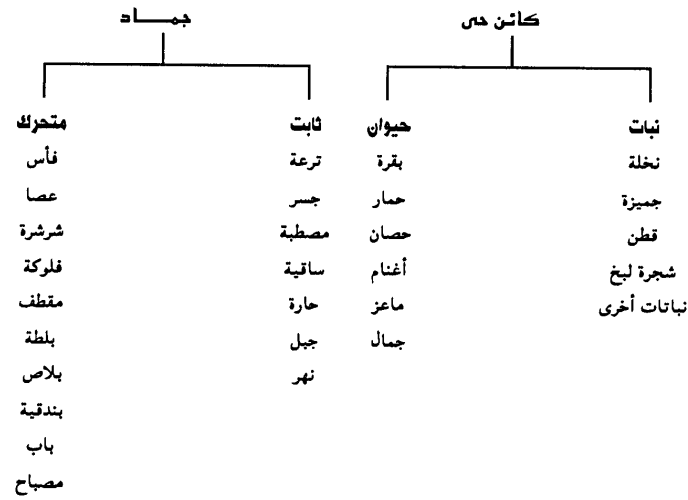 كائن حى
جمـــاد
نبات
نخلة
جميزة
قطن
شجرة لبخ
نباتات أخرى
حيوان
بقرة
حمار
حصان
أغنام
ماعز
جمال
ثابت
ترعة
جسر
مصطبة
ساقية
حارة
جبل
نهر
متحرك
فأس
عصا
شرشرة
فلوكة
مقطف
بلطة
بلاص
بندقية
باب
مصباح